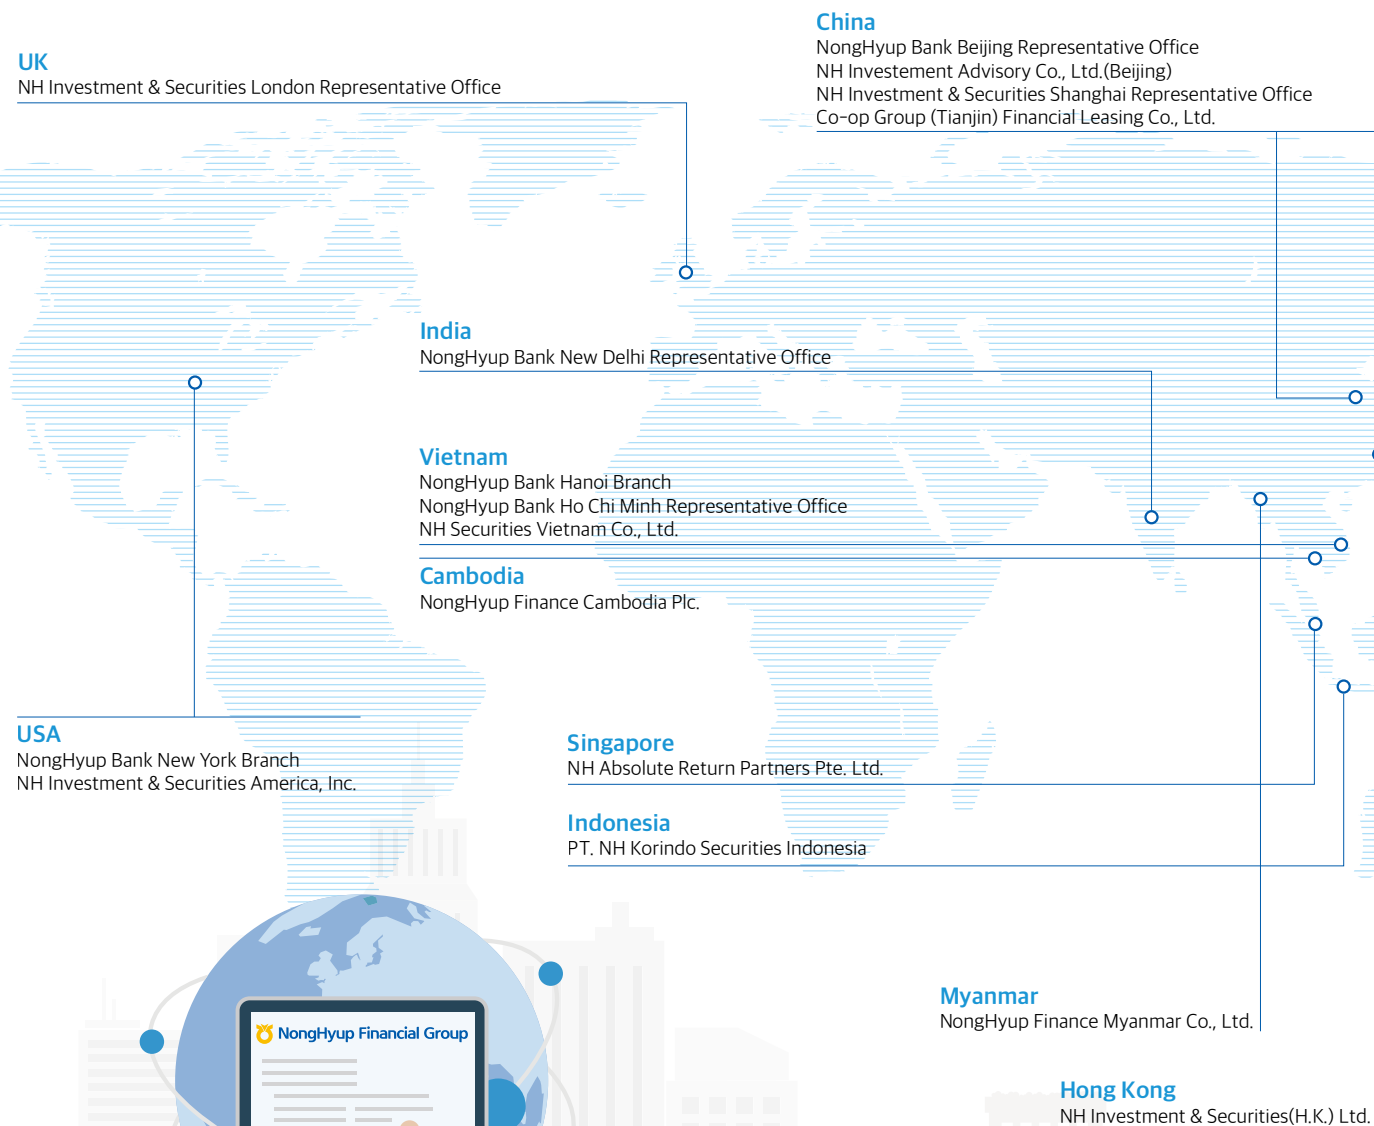 China
NongHyup Bank Beijing Representative Office
NH Investement Advisory Co., Ltd.(Beijing)
NH Investment & Securities Shanghai Representative Office
Co-op Group (Tianjin) Financial Leasing Co., Ltd.
UK
NH Investment & Securities London Representative Office
India
NongHyup Bank New Delhi Representative Office
Vietnam
NongHyup Bank Hanoi Branch
NongHyup Bank Ho Chi Minh Representative Office
NH Securities Vietnam Co., Ltd.
Cambodia
NongHyup Finance Cambodia Plc.
USA
NongHyup Bank New York Branch
NH Investment & Securities America, Inc.
Singapore
NH Absolute Return Partners Pte. Ltd.
Indonesia
PT. NH Korindo Securities Indonesia
Myanmar
NongHyup Finance Myanmar Co., Ltd.
NongHyup Financial Group
Hong Kong
NH Investment & Securities(H.K.) Ltd.